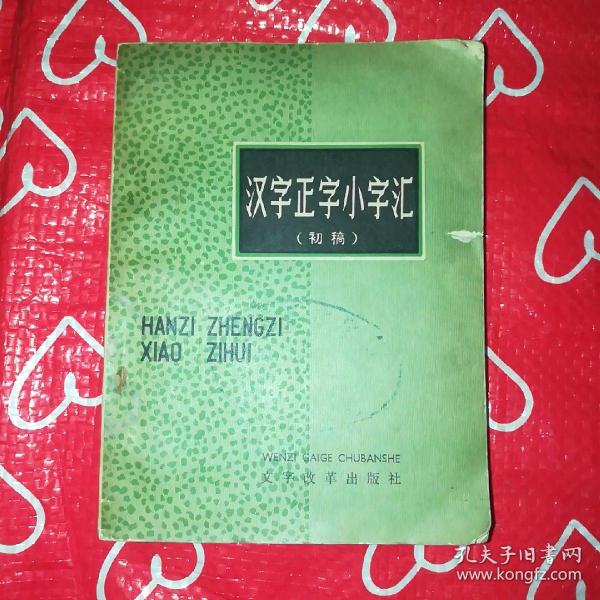 汉字正字小字汇
（初稿）
HANZI ZHENGZI
XIAO ZIHUI
WENZI GAIGE CHUBANSHE
文字改革出版社
孔夫子旧书网
www.kongfz.com